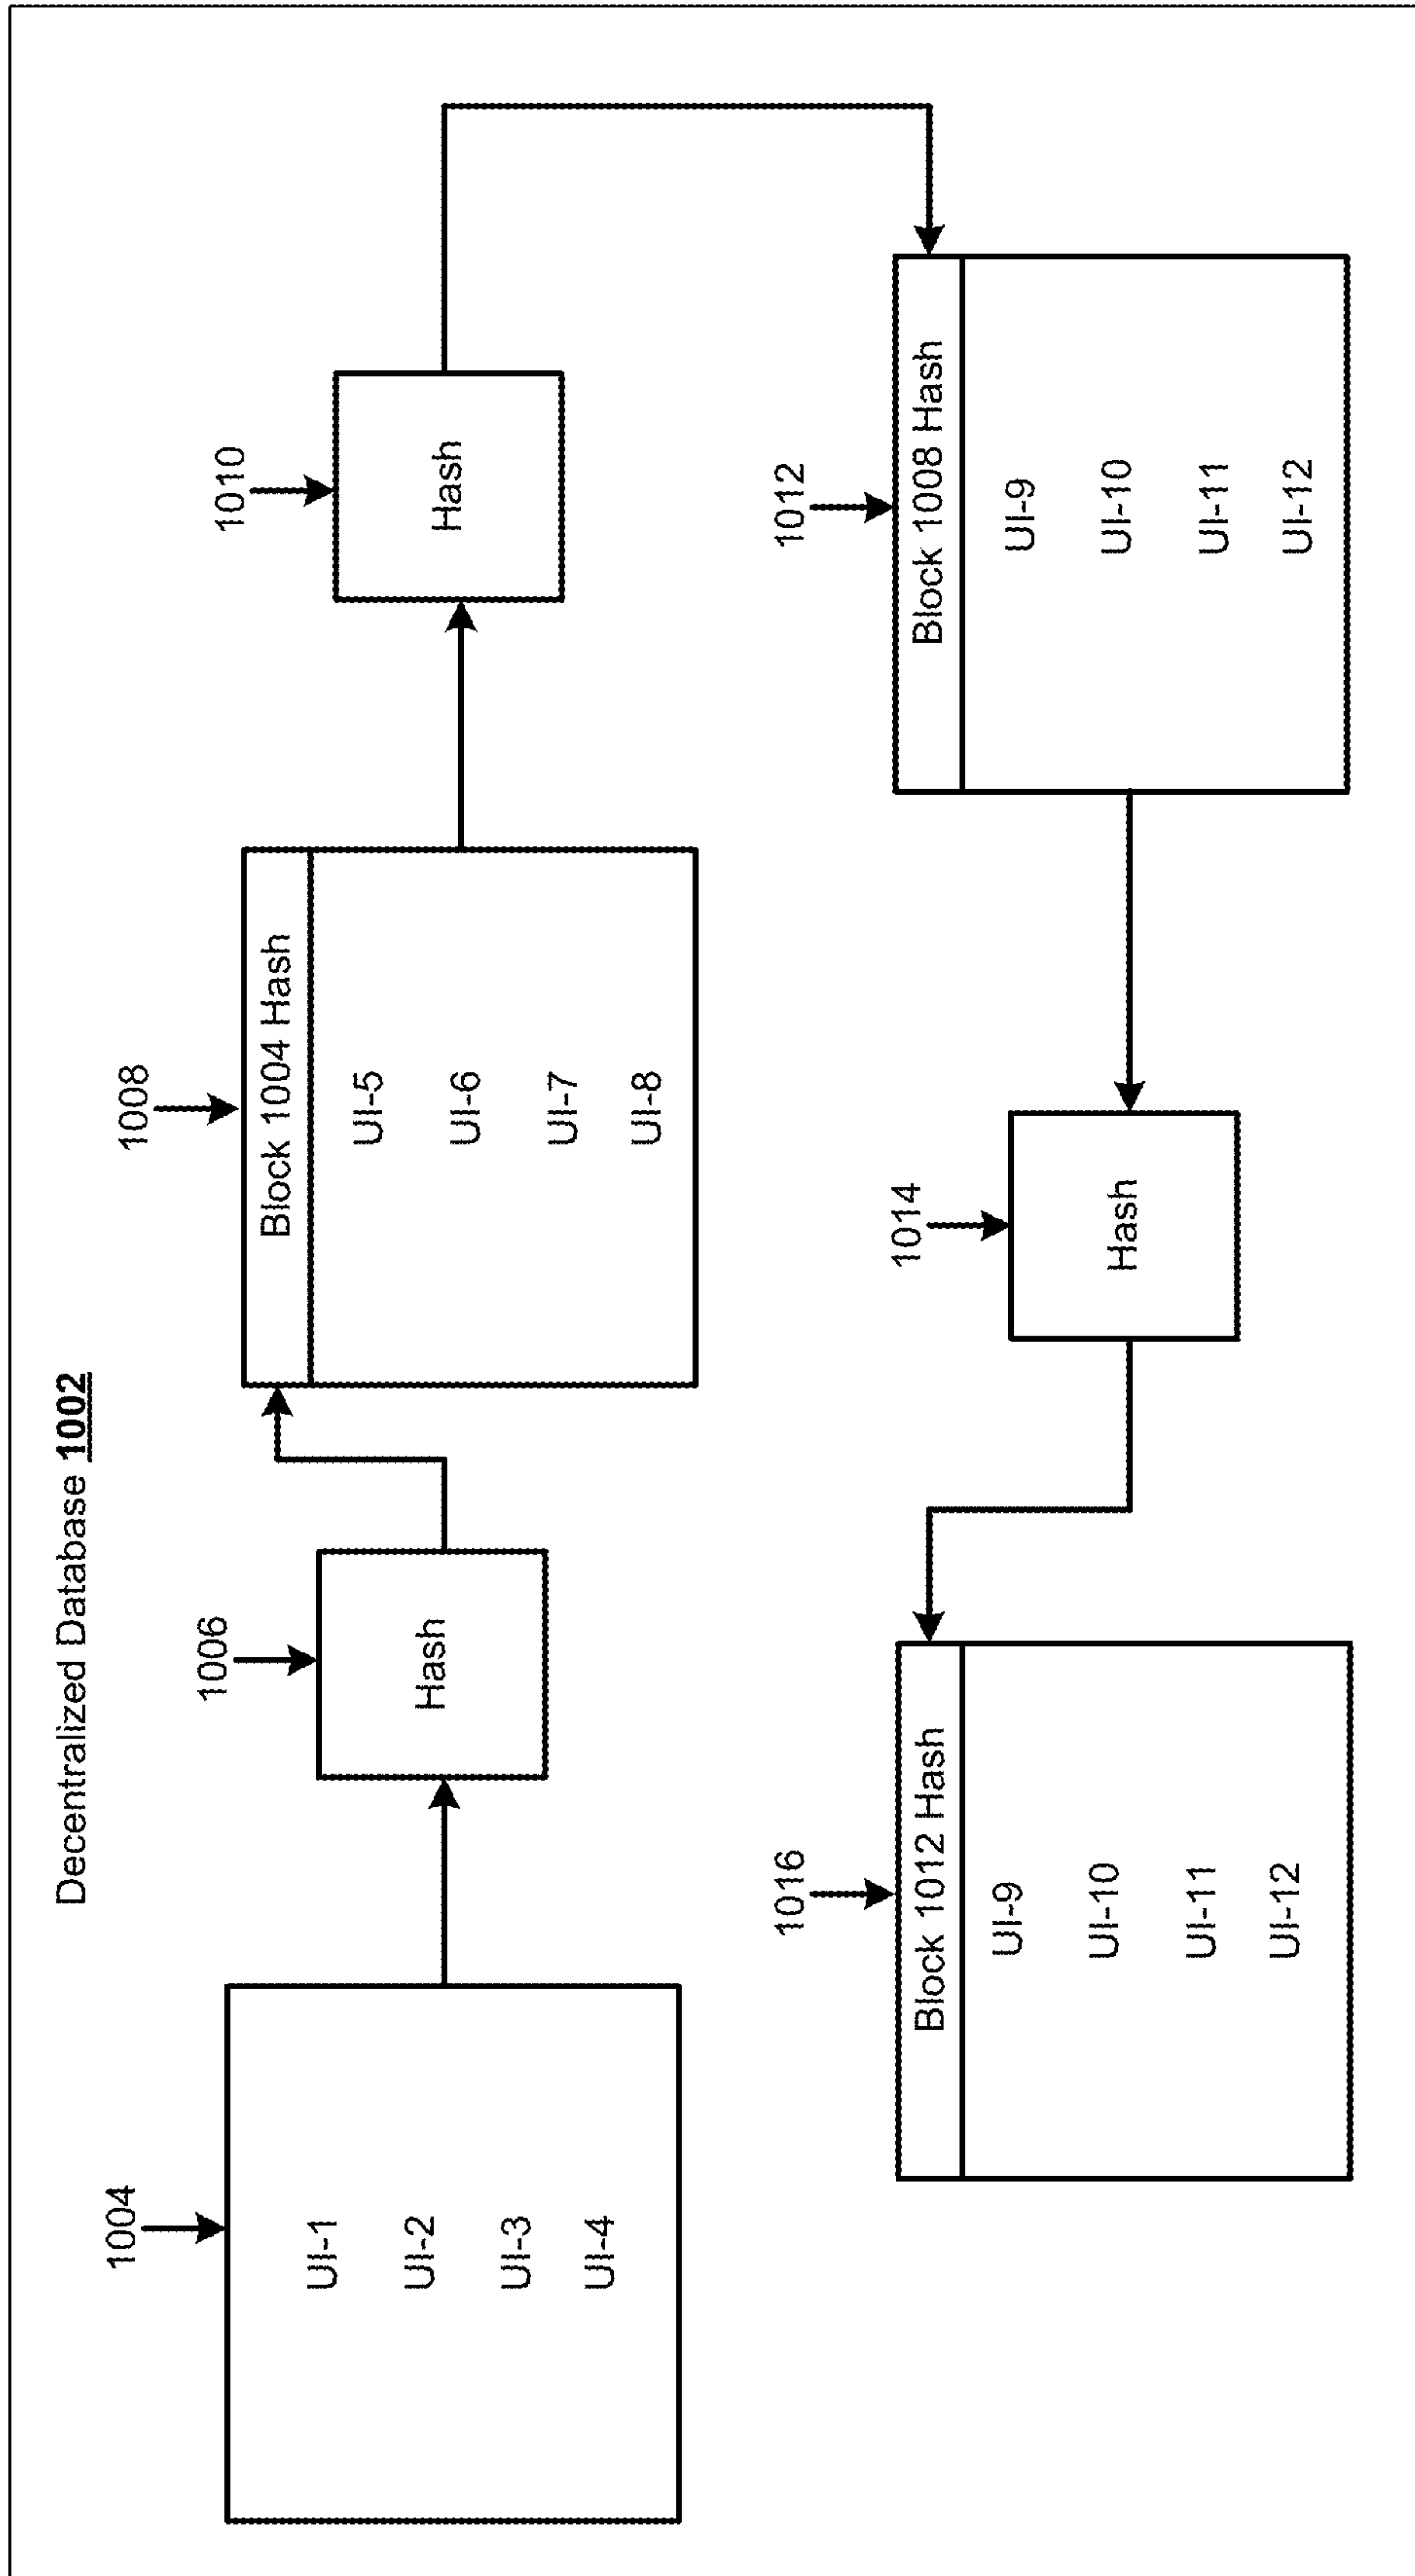 Decentralized Database 1002
1004
UI-1
UI-2
UI-3
UI-4
1006
Hash
1008
Block 1004 Hash
UI-5
UI-6
UI-7
UI-8
1010
Hash
1012
Block 1008 Hash
UI-9
UI-10
UI-11
UI-12
1014
Hash
1016
Block 1012 Hash
UI-9
UI-10
UI-11
UI-12